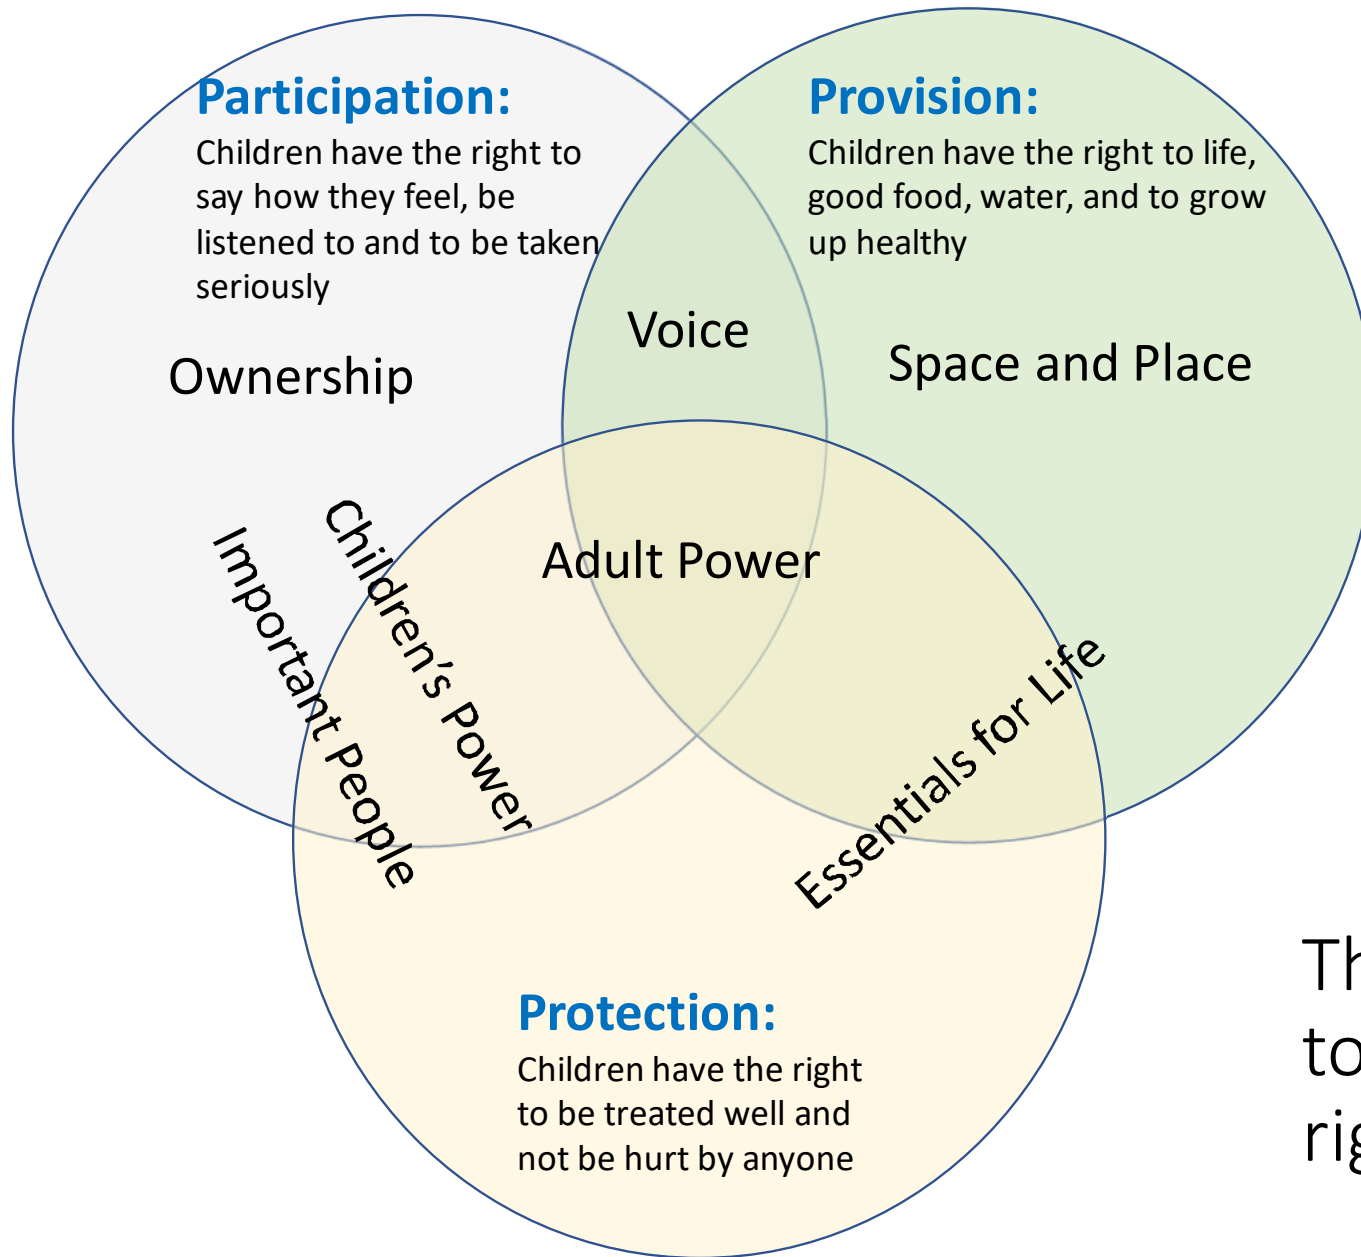 Participation:
Children have the right to
say how they feel, be
listened to and to be taken
seriously
Ownership
Provision:
Children have the right to life,
good food, water, and to grow
up healthy
Voice
Space and Place
Children's Power
Important People
Adult Power
Essentials for Life
Protection:
Children have the right
to be treated well and
not be hurt by anyone